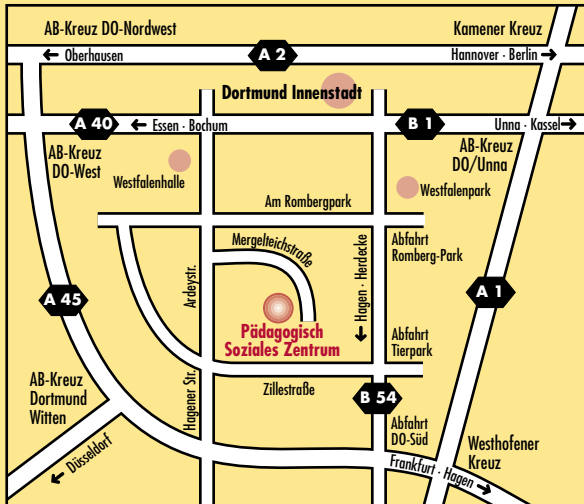 AB-Kreuz DO-Nordwest
Kamener Kreuz
← Oberhausen
A 2
Hannover · Berlin →
Dortmund Innenstadt
A 40
← Essen · Bochum
B 1
Unna · Kassel →
AB-Kreuz
DO-West
AB-Kreuz
DO/Unna
Westfalenhalle
Westfalenpark
Am Rombergpark
Mergelteichstraße
Abfahrt
Romberg-Park
Ardeystr.
Hagen · Herdecke
←
A 45
A 1
Pädagogisch
Soziales Zentrum
Abfahrt
Tierpark
AB-Kreuz
Dortmund
Witten
Hagener Str.
Zillestraße
B 54
Abfahrt
DO-Süd
Westhofener
Kreuz
← Düsseldorf
Frankfurt · Hagen →